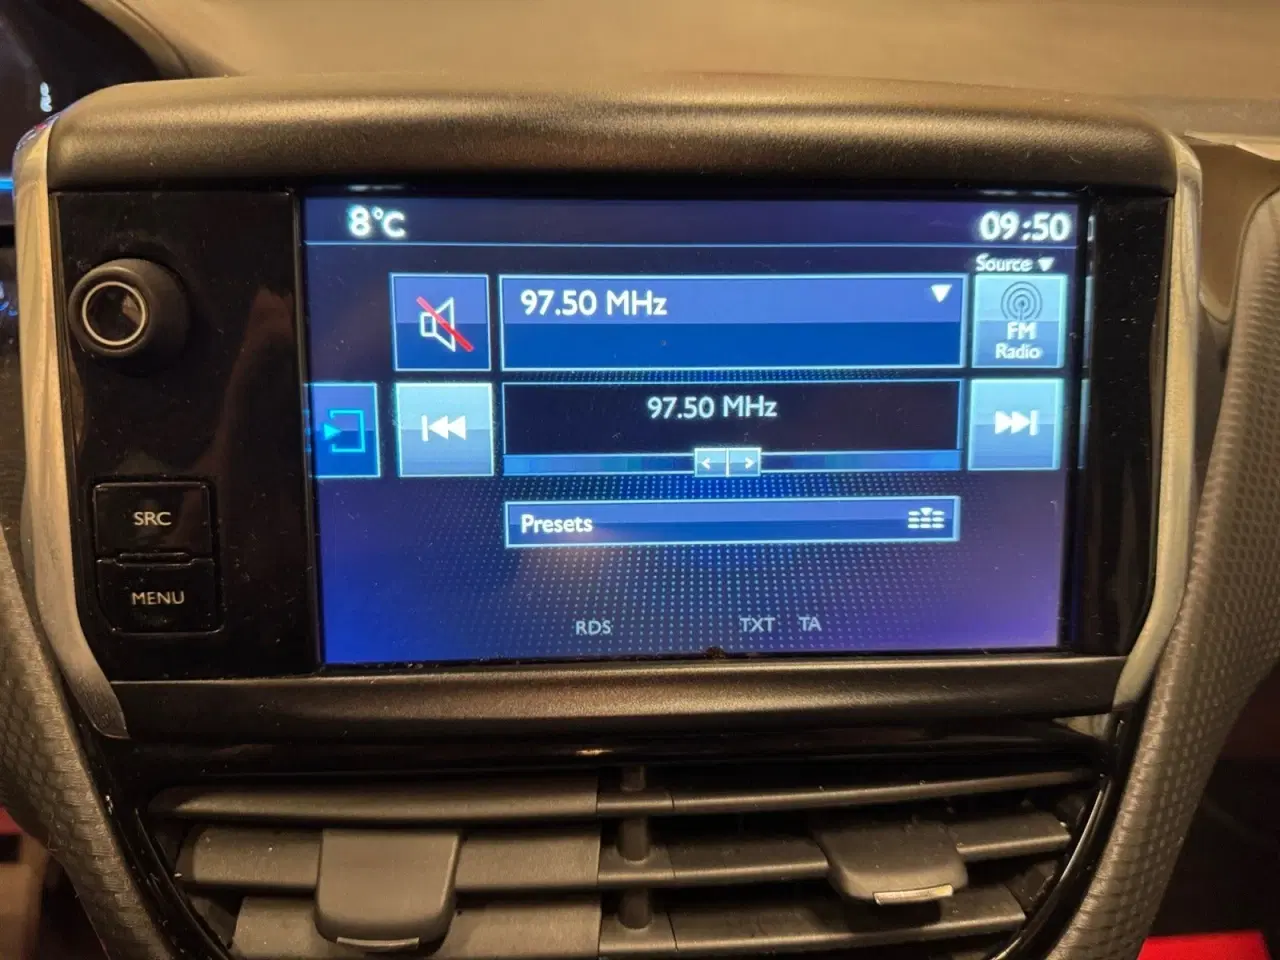 8°C
09:50
Source
97.50 MHz
FM
Radio
97.50 MHz
SRC
Presets
MENU
RDS TXT TA